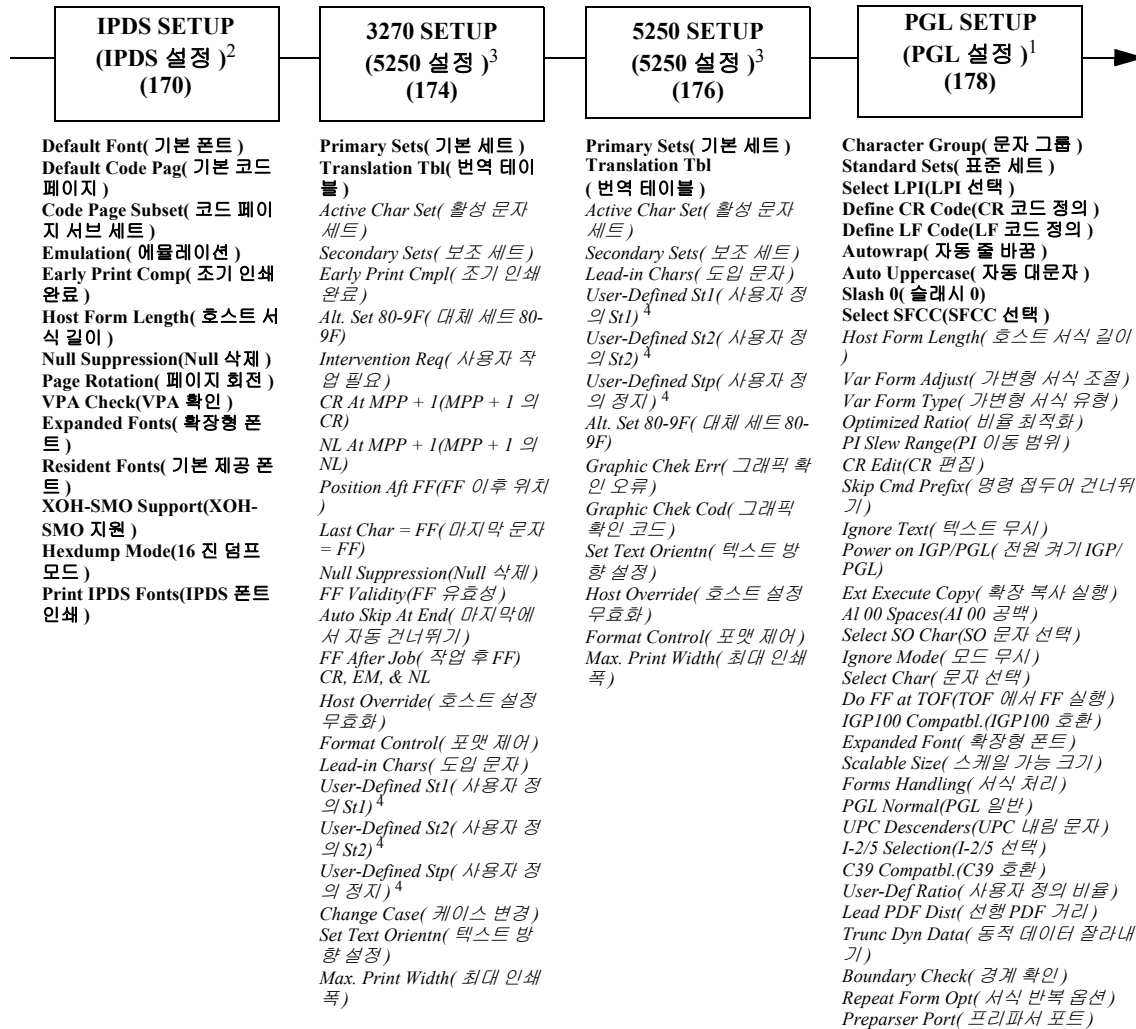 IPDS SETUP
(IPDS 설정 )2
(170)
3270 SETUP
(5250 설정 )3
(174)
5250 SETUP
(5250 설정 )3
(176)
PGL SETUP
(PGL 설정 )1
(178)
Default Font( 기본 폰트 )
Default Code Pag( 기본 코드
페이지 )
Code Page Subset( 코드 페이
지 서브 세트 )
Emulation( 에뮬레이션 )
Early Print Comp( 조기 인쇄
완료 )
Host Form Length( 호스트 서
식 길이 )
Null Suppression(Null 삭제 )
Page Rotation( 페이지 회전 )
VPA Check(VPA 확인 )
Expanded Fonts( 확장형 폰
트 )
Resident Fonts( 기본 제공 폰
트 )
XOH-SMO Support(XOH-
SMO 지원 )
Hexdump Mode(16 진 덤프
모드 )
Print IPDS Fonts(IPDS 폰트
인쇄 )
Primary Sets( 기본 세트 )
Translation Tbl( 번역 테이
블 )
Active Char Set( 활성 문자
세트 )
Secondary Sets( 보조 세트 )
Early Print Cmpl( 조기 인쇄
완료 )
Alt. Set 80-9F( 대체 세트 80-
9F)
Intervention Req( 사용자 작
업 필요 )
CR At MPP + 1(MPP + 1 의
CR)
NL At MPP + 1(MPP + 1 의
NL)
Position Aft FF(FF 이후 위치
)
Last Char = FF( 마지막 문자
= FF)
Null Suppression(Null 삭제 )
FF Validity(FF 유효성 )
Auto Skip At End( 마지막에
서 자동 건너뛰기 )
FF After Job( 작업 후 FF)
CR, EM, & NL
Host Override( 호스트 설정
무효화 )
Format Control( 포맷 제어 )
Lead-in Chars( 도입 문자 )
User-Defined St1( 사용자 정
의 St1) 4
User-Defined St2( 사용자 정
의 St2) 4
User-Defined Stp( 사용자 정
의 정지 ) 4
Change Case( 케이스 변경 )
Set Text Orientn( 텍스트 방
향 설정 )
Max. Print Width( 최대 인쇄
폭 )
Primary Sets( 기본 세트 )
Translation Tbl
( 번역 테이블 )
Active Char Set( 활성 문자
세트 )
Secondary Sets( 보조 세트 )
Lead-in Chars( 도입 문자 )
User-Defined St1( 사용자 정
의 St1) 4
User-Defined St2( 사용자 정
의 St2) 4
User-Defined Stp( 사용자 정
의 정지 ) 4
Alt. Set 80-9F( 대체 세트 80-
9F)
Graphic Chek Err( 그래픽 확
인 오류 )
Graphic Chek Cod( 그래픽
확인 코드 )
Set Text Orientn( 텍스트 방
향 설정 )
Host Override( 호스트 설정
무효화 )
Format Control( 포맷 제어 )
Max. Print Width( 최대 인쇄
폭 )
Character Group( 문자 그룹 )
Standard Sets( 표준 세트 )
Select LPI(LPI 선택 )
Define CR Code(CR 코드 정의 )
Define LF Code(LF 코드 정의 )
Autowrap( 자동 줄 바꿈 )
Auto Uppercase( 자동 대문자 )
Slash 0( 슬래시 0)
Select SFCC(SFCC 선택 )
Host Form Length( 호스트 서식 길이
)
Var Form Adjust( 가변형 서식 조절 )
Var Form Type( 가변형 서식 유형 )
Optimized Ratio( 비율 최적화 )
PI Slew Range(PI 이동 범위 )
CR Edit(CR 편집 )
Skip Cmd Prefix( 명령 접두어 건너뛰
기 )
Ignore Text( 텍스트 무시 )
Power on IGP/PGL( 전원 켜기 IGP/
PGL)
Ext Execute Copy( 확장 복사 실행 )
Al 00 Spaces(AI 00 공백 )
Select SO Char(SO 문자 선택 )
Ignore Mode( 모드 무시 )
Select Char( 문자 선택 )
Do FF at TOF(TOF 에서 FF 실행 )
IGP100 Compatbl.(IGP100 호환 )
Expanded Font( 확장형 폰트 )
Scalable Size( 스케일 가능 크기 )
Forms Handling( 서식 처리 )
PGL Normal(PGL 일반 )
UPC Descenders(UPC 내림 문자 )
I-2/5 Selection(I-2/5 선택 )
C39 Compatbl.(C39 호환 )
User-Def Ratio( 사용자 정의 비율 )
Lead PDF Dist( 선행 PDF 거리 )
Trunc Dyn Data( 동적 데이터 잘라내
기 )
Boundary Check( 경계 확인 )
Repeat Form Opt( 서식 반복 옵션 )
Preparser Port( 프리파서 포트 )